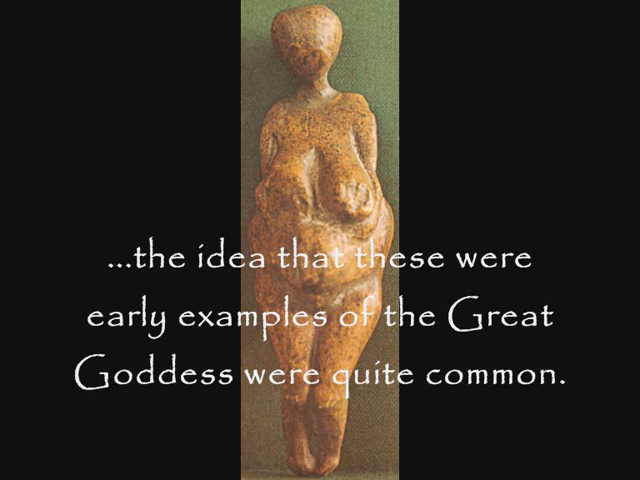 ...the idea that these were
early examples of the Great
Goddess were quite common.